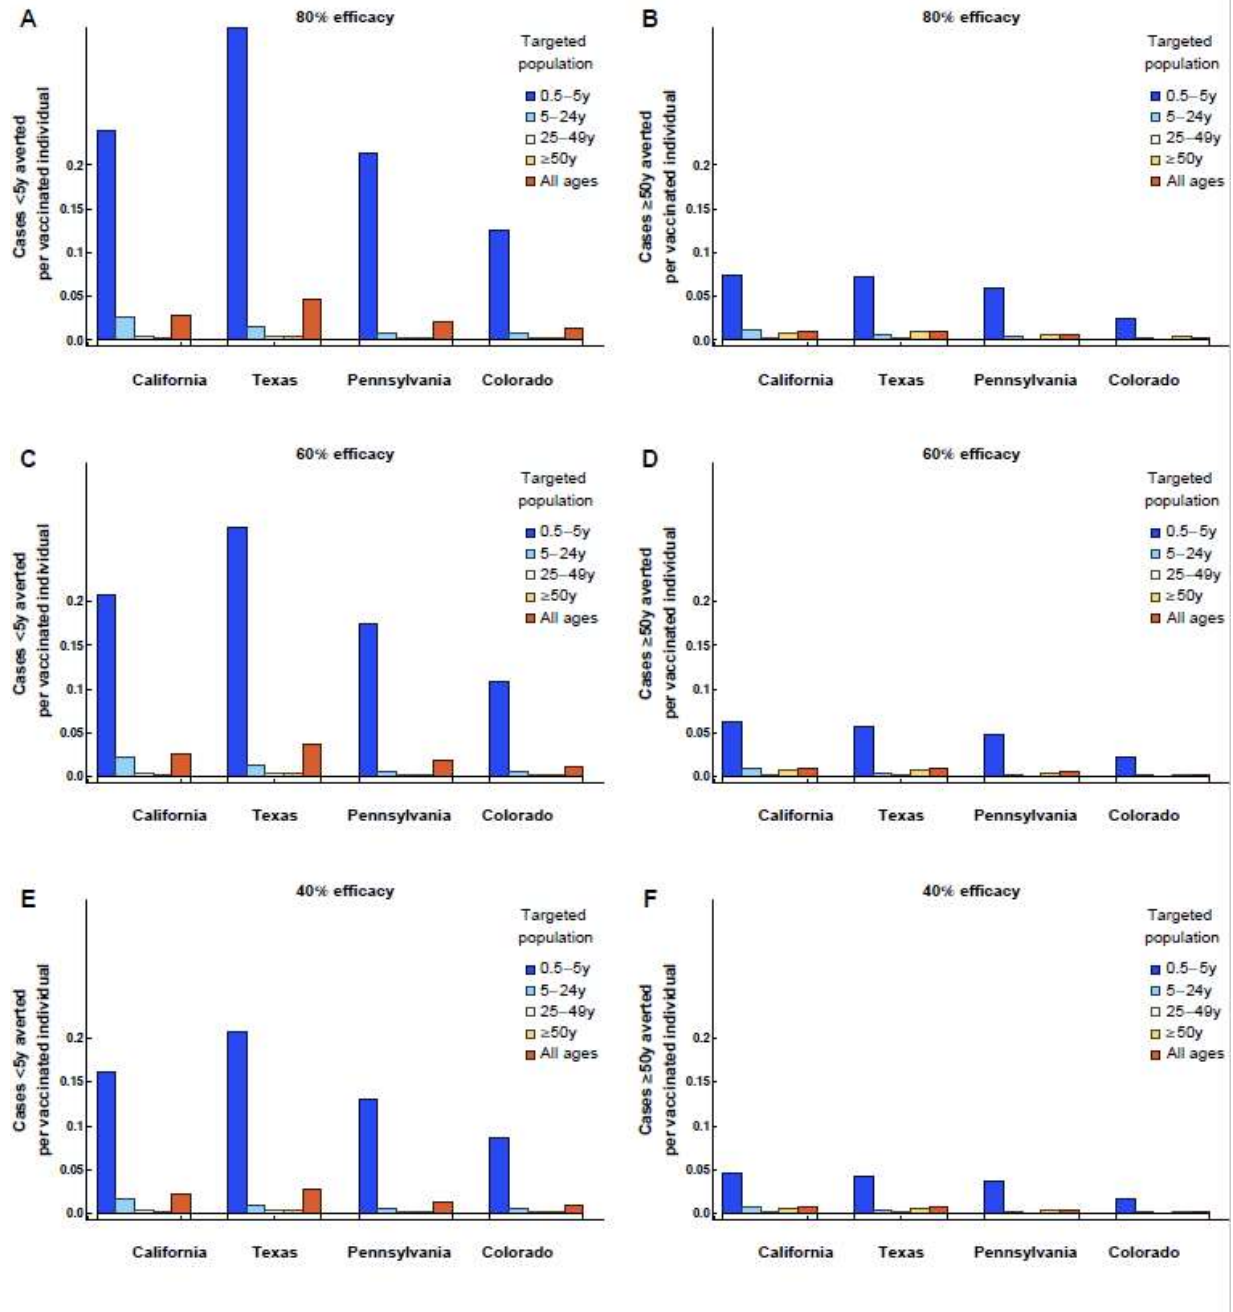 A
80% efficacy
Cases <5y averted
per vaccinated individual
0.2
0.15
0.1
0.05
0.0
Targeted
population
0.5–5y
5–24y
25–49y
≥50y
All ages
California Texas Pennsylvania Colorado
B
80% efficacy
Cases ≥50y averted
per vaccinated individual
0.2
0.15
0.1
0.05
0.0
Targeted
population
0.5–5y
5–24y
25–49y
≥50y
All ages
California Texas Pennsylvania Colorado
C
60% efficacy
Cases <5y averted
per vaccinated individual
0.2
0.15
0.1
0.05
0.0
Targeted
population
0.5–5y
5–24y
25–49y
≥50y
All ages
California Texas Pennsylvania Colorado
D
60% efficacy
Cases ≥50y averted
per vaccinated individual
0.2
0.15
0.1
0.05
0.0
Targeted
population
0.5–5y
5–24y
25–49y
≥50y
All ages
California Texas Pennsylvania Colorado
E
40% efficacy
Cases <5y averted
per vaccinated individual
0.2
0.15
0.1
0.05
0.0
Targeted
population
0.5–5y
5–24y
25–49y
≥50y
All ages
California Texas Pennsylvania Colorado
F
40% efficacy
Cases ≥50y averted
per vaccinated individual
0.2
0.15
0.1
0.05
0.0
Targeted
population
0.5–5y
5–24y
25–49y
≥50y
All ages
California Texas Pennsylvania Colorado